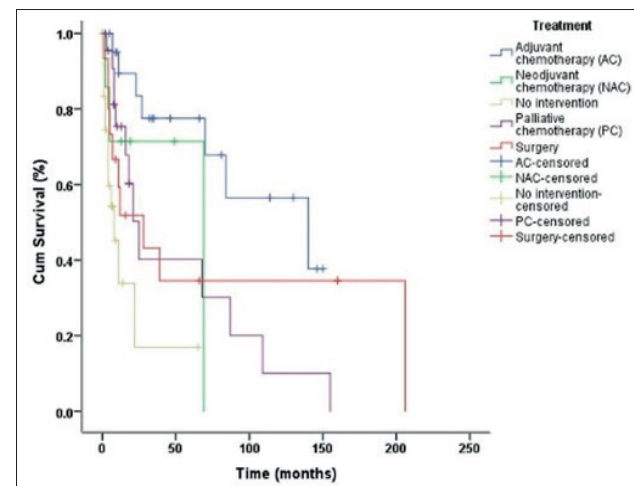 Treatment
Adjuvant
chemotherapy (AC)
Neodjuvant
chemotherapy (NAC)
No intervention
Palliative
chemotherapy (PC)
Surgery
AC-censored
NAC-censored
No intervention-
censored
PC-censored
Surgery-censored
Cum Survival (%)
1.0
0.8
0.6
0.4
0.2
0.0
0 50 100 150 200 250
Time (months)